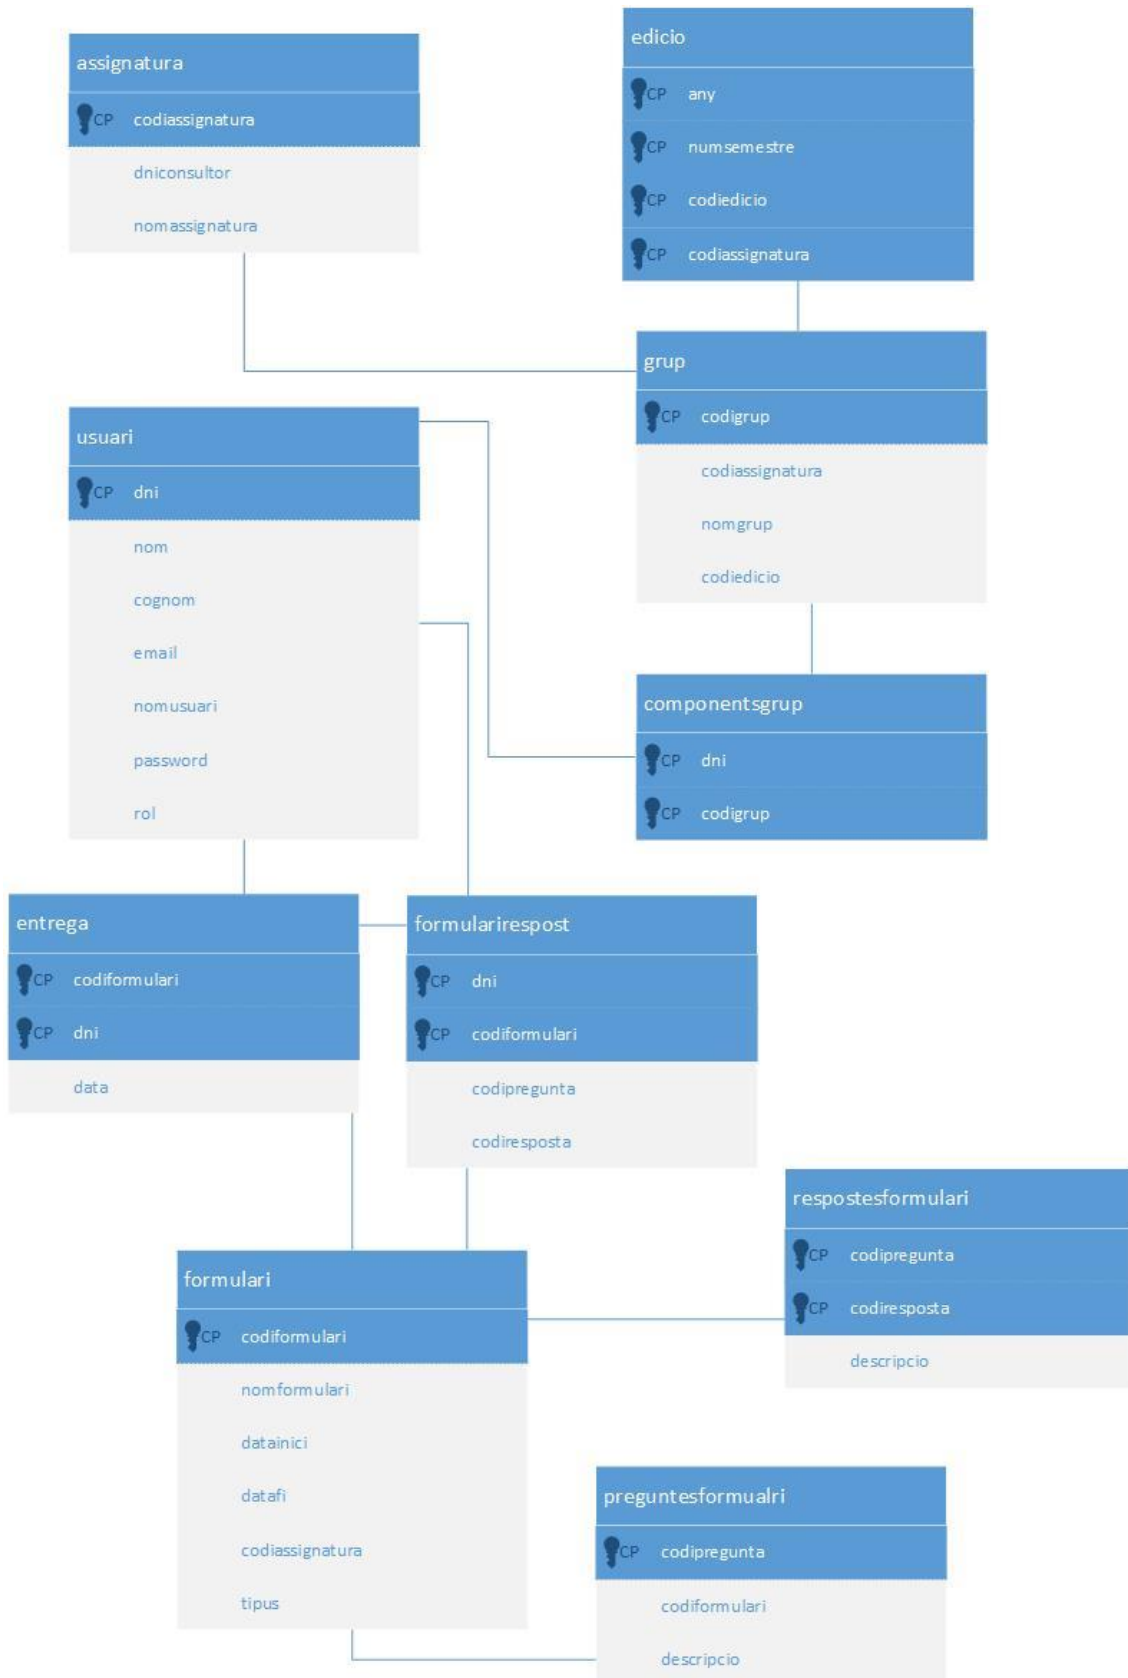 assignatura
CP codiassignatura
dniconsultor
nomassignatura
edicio
CP any
CP numsemestre
CP codiedicio
CP codiassignatura
grup
CP codigrup
codiassignatura
nomgrup
codiedicio
usuari
CP dni
nom
cognom
email
nomusuari
password
rol
componentsgrup
CP dni
CP codigrup
entrega
CP codiformulari
CP dni
data
formularirespost
CP dni
CP codiformulari
codipregunta
codiresposta
respostesformulari
CP codipregunta
CP codiresposta
descripcio
formulari
CP codiformulari
nomformulari
datainici
datafi
codiassignatura
tipus
preguntesformualri
CP codipregunta
codiformulari
descripcio